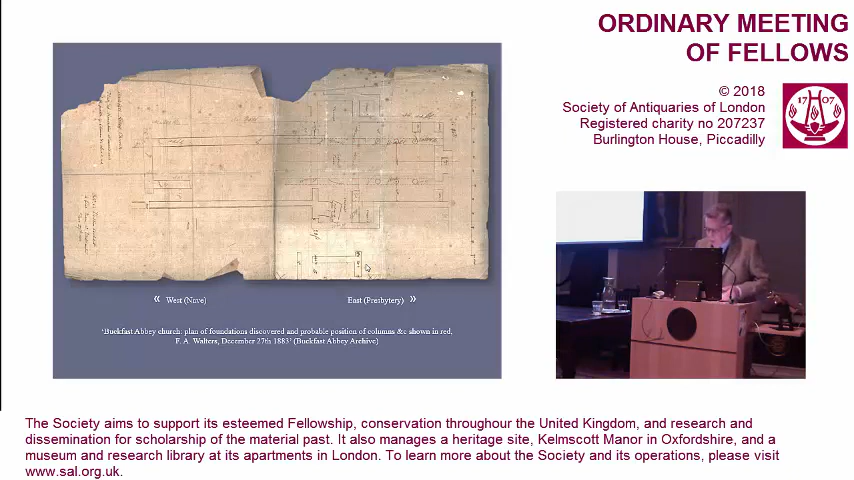 ORDINARY MEETING
OF FELLOWS
© 2018
Society of Antiquaries of London
Registered charity no 207237
Burlington House, Piccadilly
17 07
« West (Nave)
East (Presbytery) »
'Buckfast Abbey church: plan of foundations discovered and probable position of columns &c shown in red,
F. A. Walters, December 27th 1883' (Buckfast Abbey Archive)
The Society aims to support its esteemed Fellowship, conservation throughour the United Kingdom, and research and
dissemination for scholarship of the material past. It also manages a heritage site, Kelmscott Manor in Oxfordshire, and a
museum and research library at its apartments in London. To learn more about the Society and its operations, please visit
www.sal.org.uk.